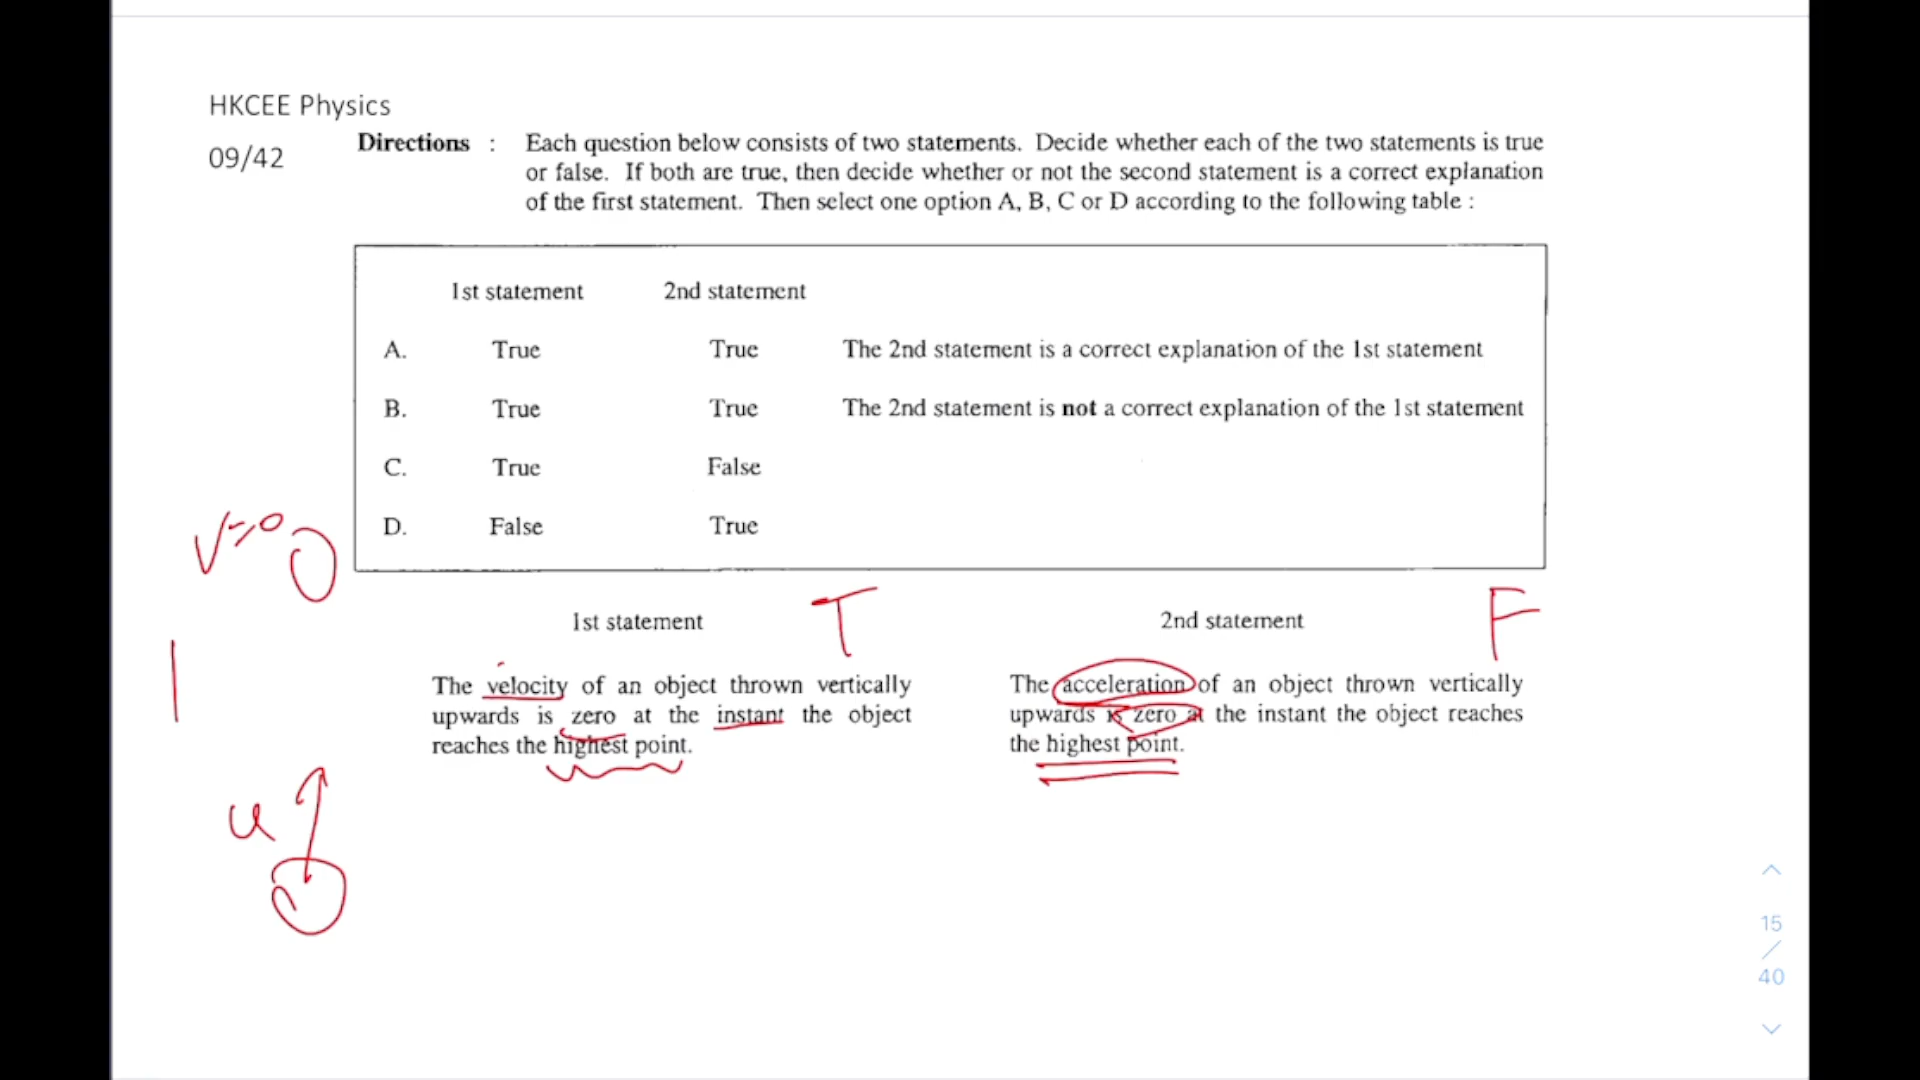 HKCEE Physics
09/42
Directions : Each question below consists of two statements. Decide whether each of the two statements is true
or false. If both are true, then decide whether or not the second statement is a correct explanation
of the first statement. Then select one option A, B, C or D according to the following table :
1st statement 2nd statement
A. True True The 2nd statement is a correct explanation of the 1st statement
B. True True The 2nd statement is not a correct explanation of the 1st statement
C. True False
D. False True
v=0
1st statement T 2nd statement F
The velocity of an object thrown vertically
upwards is zero at the instant the object
reaches the highest point.
The acceleration of an object thrown vertically
upwards is zero at the instant the object reaches
the highest point.
u
15
/
40